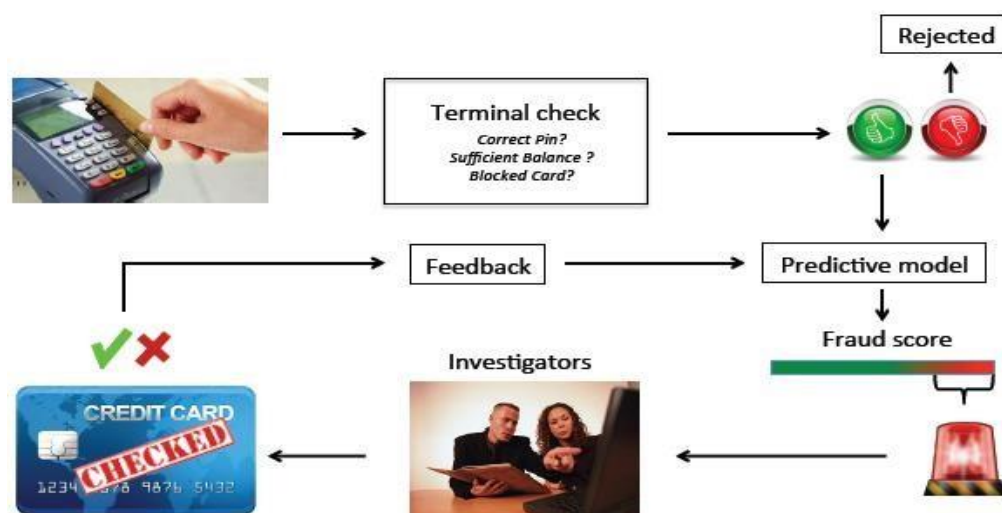 Rejected
Terminal check
Correct Pin?
Sufficient Balance ?
Blocked Card?
Feedback
Predictive model
Fraud score
Investigators
CREDIT CARD
CHECKED
9876 5432